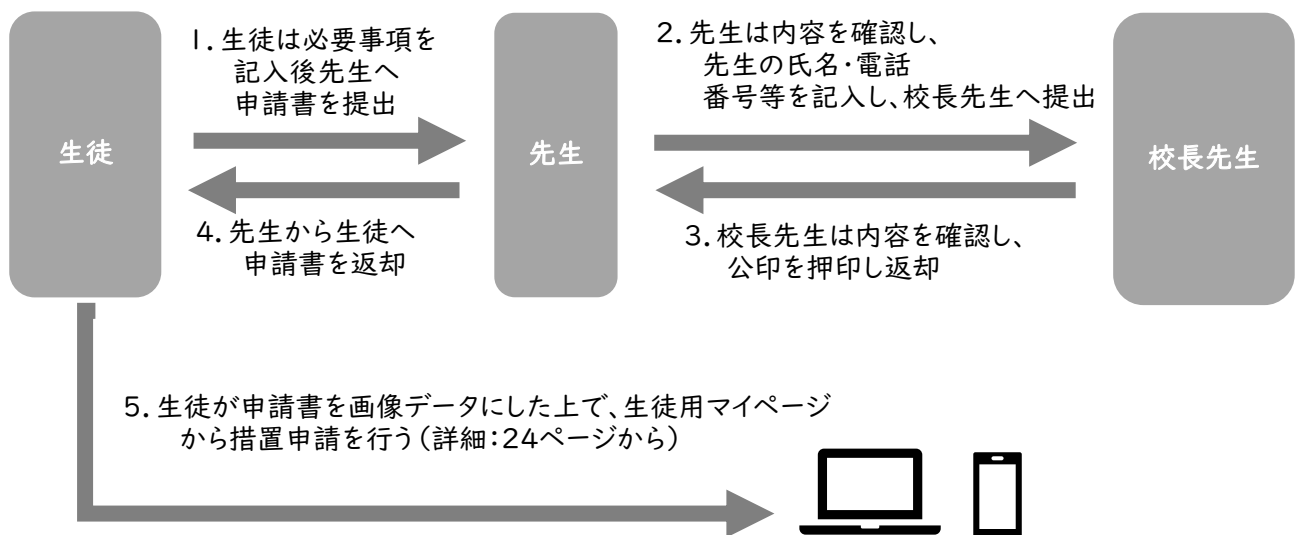 1.生徒は必要事項を
記入後先生へ
申請書を提出
2.先生は内容を確認し、
先生の氏名・電話
番号等を記入し、校長先生へ提出
生徒
先生
校長先生
4.先生から生徒へ
申請書を返却
3.校長先生は内容を確認し、
公印を押印し返却
5.生徒が申請書を画像データにした上で、生徒用マイページ
から措置申請を行う(詳細:24ページから)